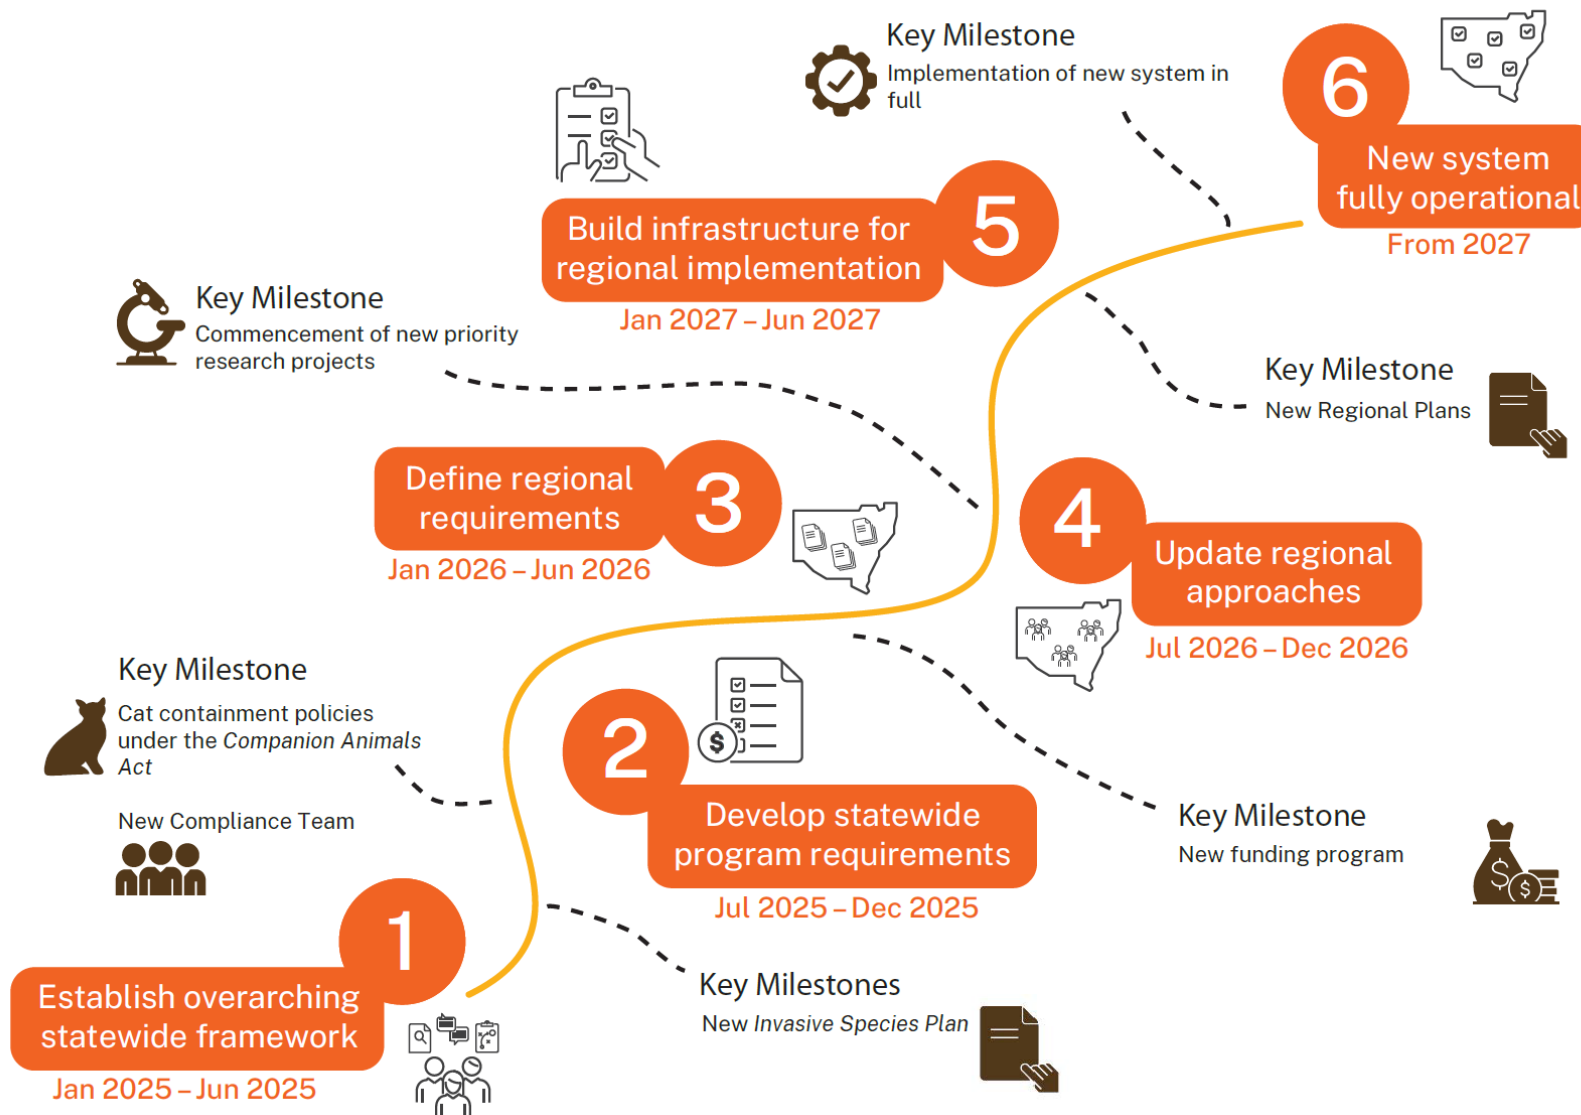 Key Milestone
Implementation of new system in
full
6
New system
fully operational
From 2027
5
Build infrastructure for
regional implementation
Jan 2027 – Jun 2027
Key Milestone
Commencement of new priority
research projects
Key Milestone
New Regional Plans
3
Define regional
requirements
Jan 2026 – Jun 2026
4
Update regional
approaches
Jul 2026 – Dec 2026
Key Milestone
Cat containment policies
under the Companion Animals
Act
New Compliance Team
2
$
Develop statewide
program requirements
Jul 2025 – Dec 2025
Key Milestone
New funding program
$
$
1
Establish overarching
statewide framework
Jan 2025 – Jun 2025
Key Milestones
New Invasive Species Plan